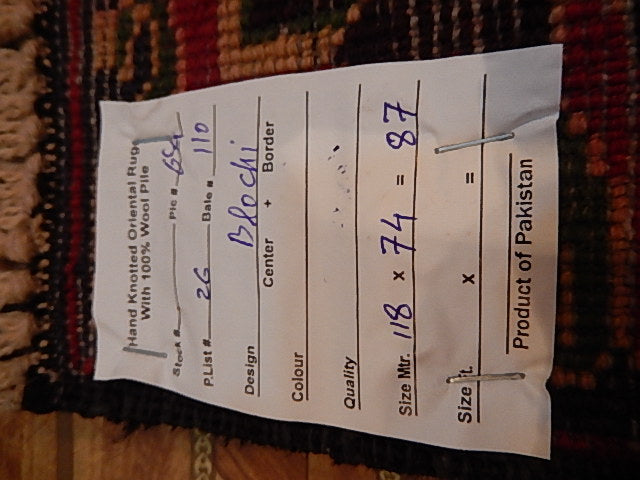 Hand Knotted Oriental Rugs
With 100% Wool Pile
Stock #. Pic #
P.List #. 26 Bale # 110
Design Blochi
Center + Border
Colour
Quality
Size Mtr. 118 x 74 = 87
Size Ft. x =
Product of Pakistan